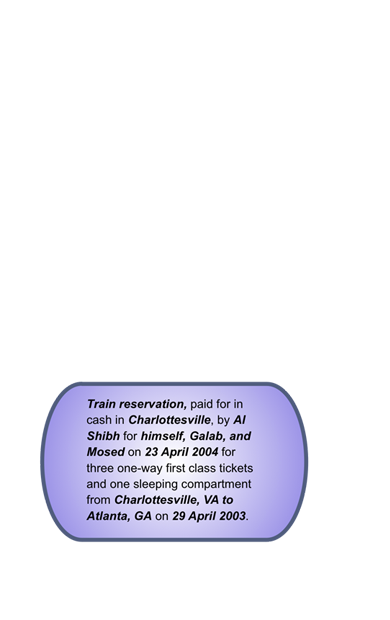 Train reservation, paid for in
cash in Charlottesville, by Al
Shibh for himself, Galab, and
Mosed on 23 April 2004 for
three one-way first class tickets
and one sleeping compartment
from Charlottesville, VA to
Atlanta, GA on 29 April 2003.